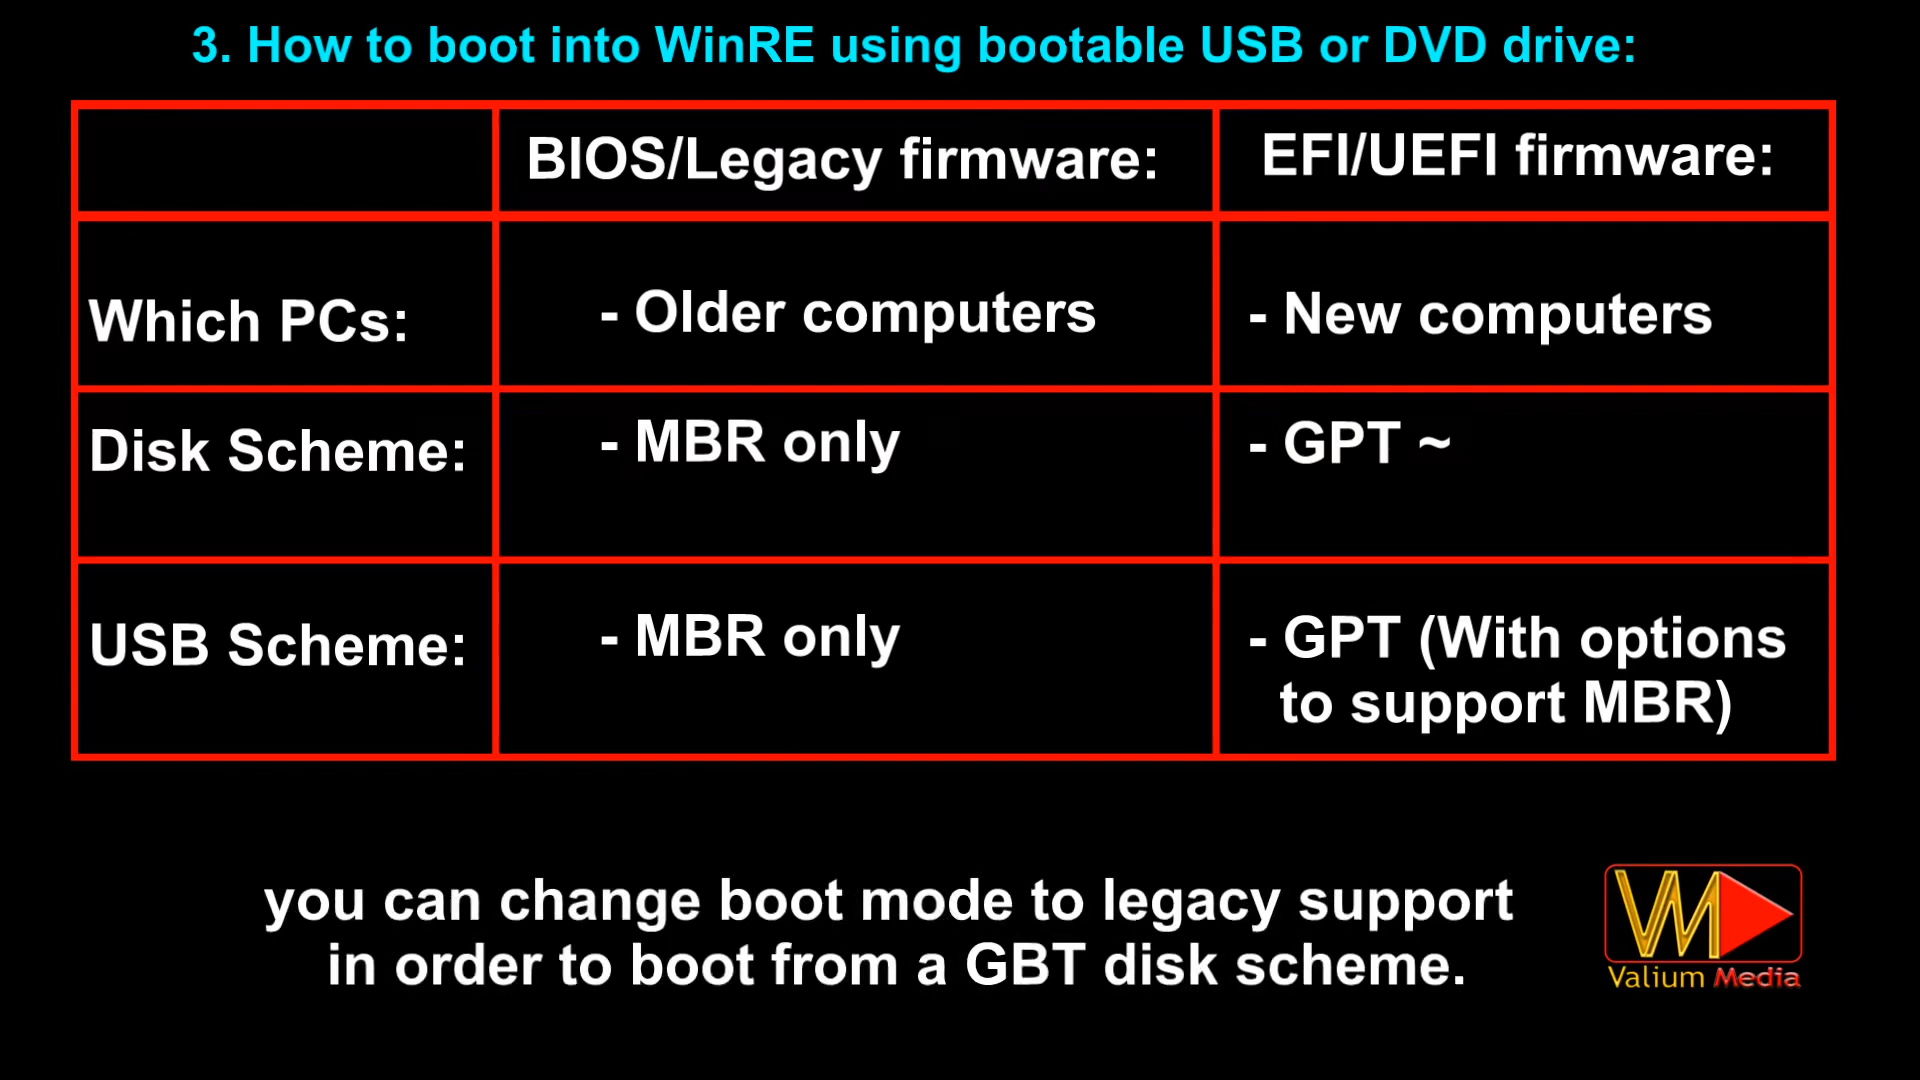 3. How to boot into WinRE using bootable USB or DVD drive:
BIOS/Legacy firmware:
EFI/UEFI firmware:
Which PCs:
- Older computers
- New computers
Disk Scheme:
- MBR only
- GPT ~
USB Scheme:
- MBR only
- GPT (With options
to support MBR)
you can change boot mode to legacy support
in order to boot from a GBT disk scheme.
VM
Valium Media